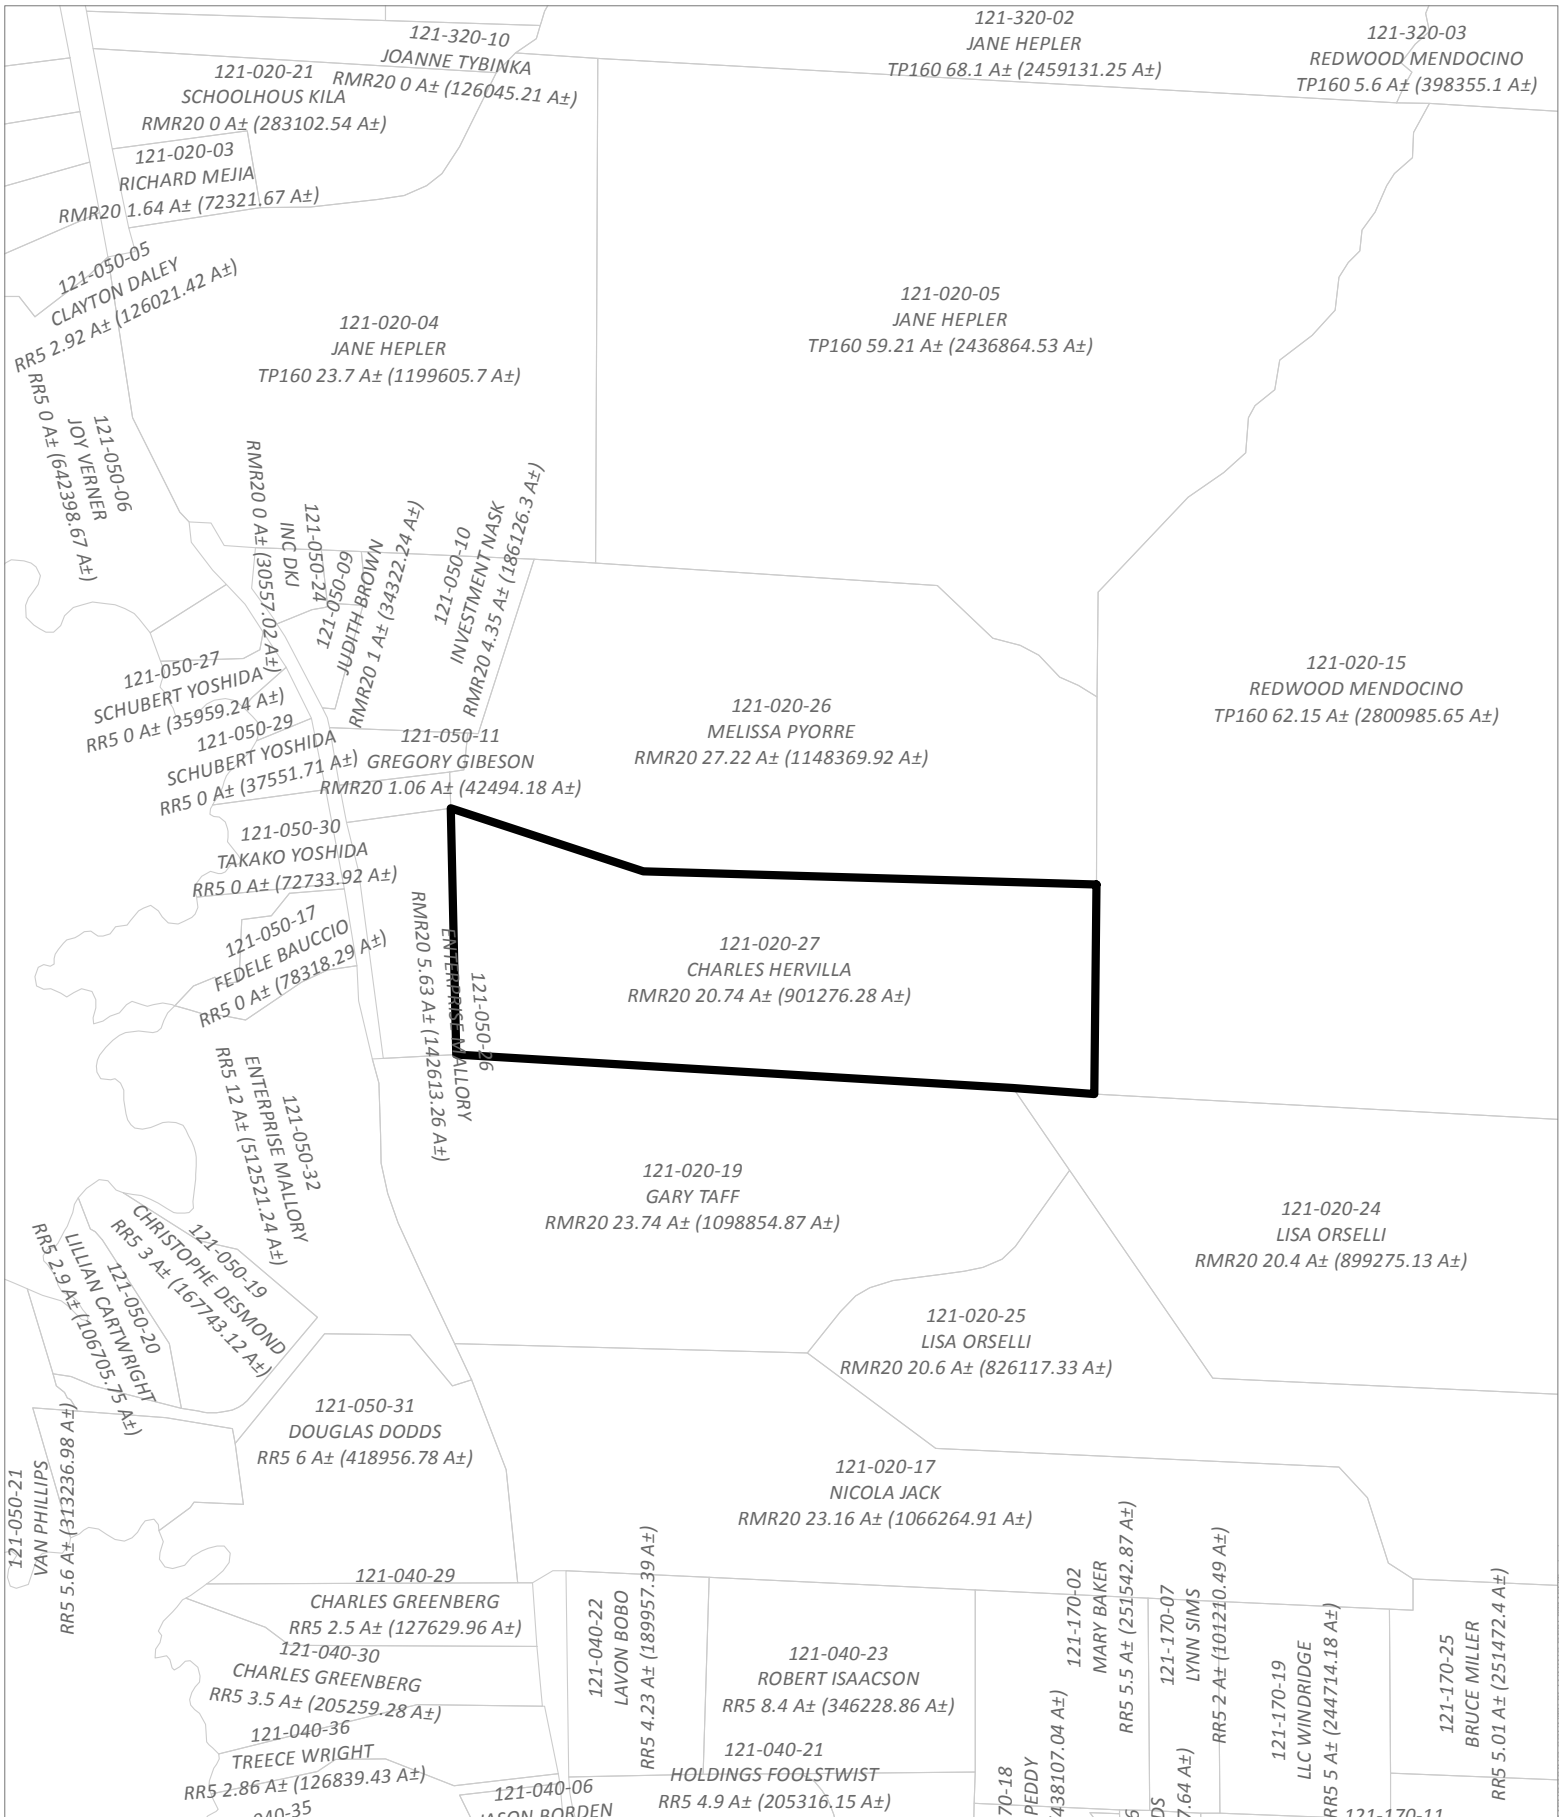 121-320-10
JOANNE TYBINKA
RMR20 0 A± (126045.21 A±)
121-320-02
JANE HEPLER
TP160 68.1 A± (2459131.25 A±)
121-320-03
REDWOOD MENDOCINO
TP160 5.6 A± (398355.1 A±)
121-020-21
SCHOOLHOUS KILA
RMR20 0 A± (283102.54 A±)
121-020-03
RICHARD MEJIA
RMR20 1.64 A± (72321.67 A±)
121-050-05
CLAYTON DALEY
RR5 2.92 A± (126021.42 A±)
121-020-04
JANE HEPLER
TP160 23.7 A± (1199605.7 A±)
121-020-05
JANE HEPLER
TP160 59.21 A± (2436864.53 A±)
121-050-06
JOY VERNER
RR5 0 A± (642398.67 A±)
121-050-24
INC DKJ
RMR20 0 A± (30557.02 A±)
121-050-09
JUDITH BROWN
RMR20 1 A± (34322.24 A±)
121-050-10
INVESTMENT NASK
RMR20 4.35 A± (186126.3 A±)
121-050-27
SCHUBERT YOSHIDA
RR5 0 A± (35959.24 A±)
121-050-29
SCHUBERT YOSHIDA
RR5 0 A± (37551.71 A±)
121-050-11
GREGORY GIBESON
RMR20 1.06 A± (42494.18 A±)
121-020-26
MELISSA PYORRE
RMR20 27.22 A± (1148369.92 A±)
121-020-15
REDWOOD MENDOCINO
TP160 62.15 A± (2800985.65 A±)
121-050-30
TAKAKO YOSHIDA
RR5 0 A± (72733.92 A±)
121-050-17
FEDELE BAUCCIO
RR5 0 A± (78318.29 A±)
121-050-26
ENTERPRISE MALLORY
RMR20 5.63 A± (142613.26 A±)
121-020-27
CHARLES HERVILLA
RMR20 20.74 A± (901276.28 A±)
121-050-32
ENTERPRISE MALLORY
RR5 12 A± (512521.24 A±)
121-020-19
GARY TAFF
RMR20 23.74 A± (1098854.87 A±)
121-020-24
LISA ORSELLI
RMR20 20.4 A± (899275.13 A±)
121-050-19
CHRISTOPHE DESMOND
RR5 3 A± (167743.12 A±)
121-050-20
LILLIAN CARTWRIGHT
RR5 2.9 A± (106705.75 A±)
121-020-25
LISA ORSELLI
RMR20 20.6 A± (826117.33 A±)
121-050-31
DOUGLAS DODDS
RR5 6 A± (418956.78 A±)
121-050-21
VAN PHILLIPS
RR5 5.6 A± (313236.98 A±)
121-020-17
NICOLA JACK
RMR20 23.16 A± (1066264.91 A±)
121-040-29
CHARLES GREENBERG
RR5 2.5 A± (127629.96 A±)
121-040-30
CHARLES GREENBERG
RR5 3.5 A± (205259.28 A±)
121-040-22
LAVON BOBO
RR5 4.23 A± (189957.39 A±)
121-040-23
ROBERT ISAACSON
RR5 8.4 A± (346228.86 A±)
121-170-02
MARY BAKER
RR5 5.5 A± (251542.87 A±)
121-170-07
LYNN SIMS
RR5 2 A± (101210.49 A±)
121-170-19
LLC WINDRIDGE
RR5 5 A± (244714.18 A±)
121-170-25
BRUCE MILLER
RR5 5.01 A± (251472.4 A±)
121-040-36
TREECE WRIGHT
RR5 2.86 A± (126839.43 A±)
121-040-21
HOLDINGS FOOLSTWIST
RR5 4.9 A± (205316.15 A±)
121-040-06
JASON BORDEN
040-35
70-18
PEDDY
438107.04 A±)
6
DS
7.64 A±)
121-170-11